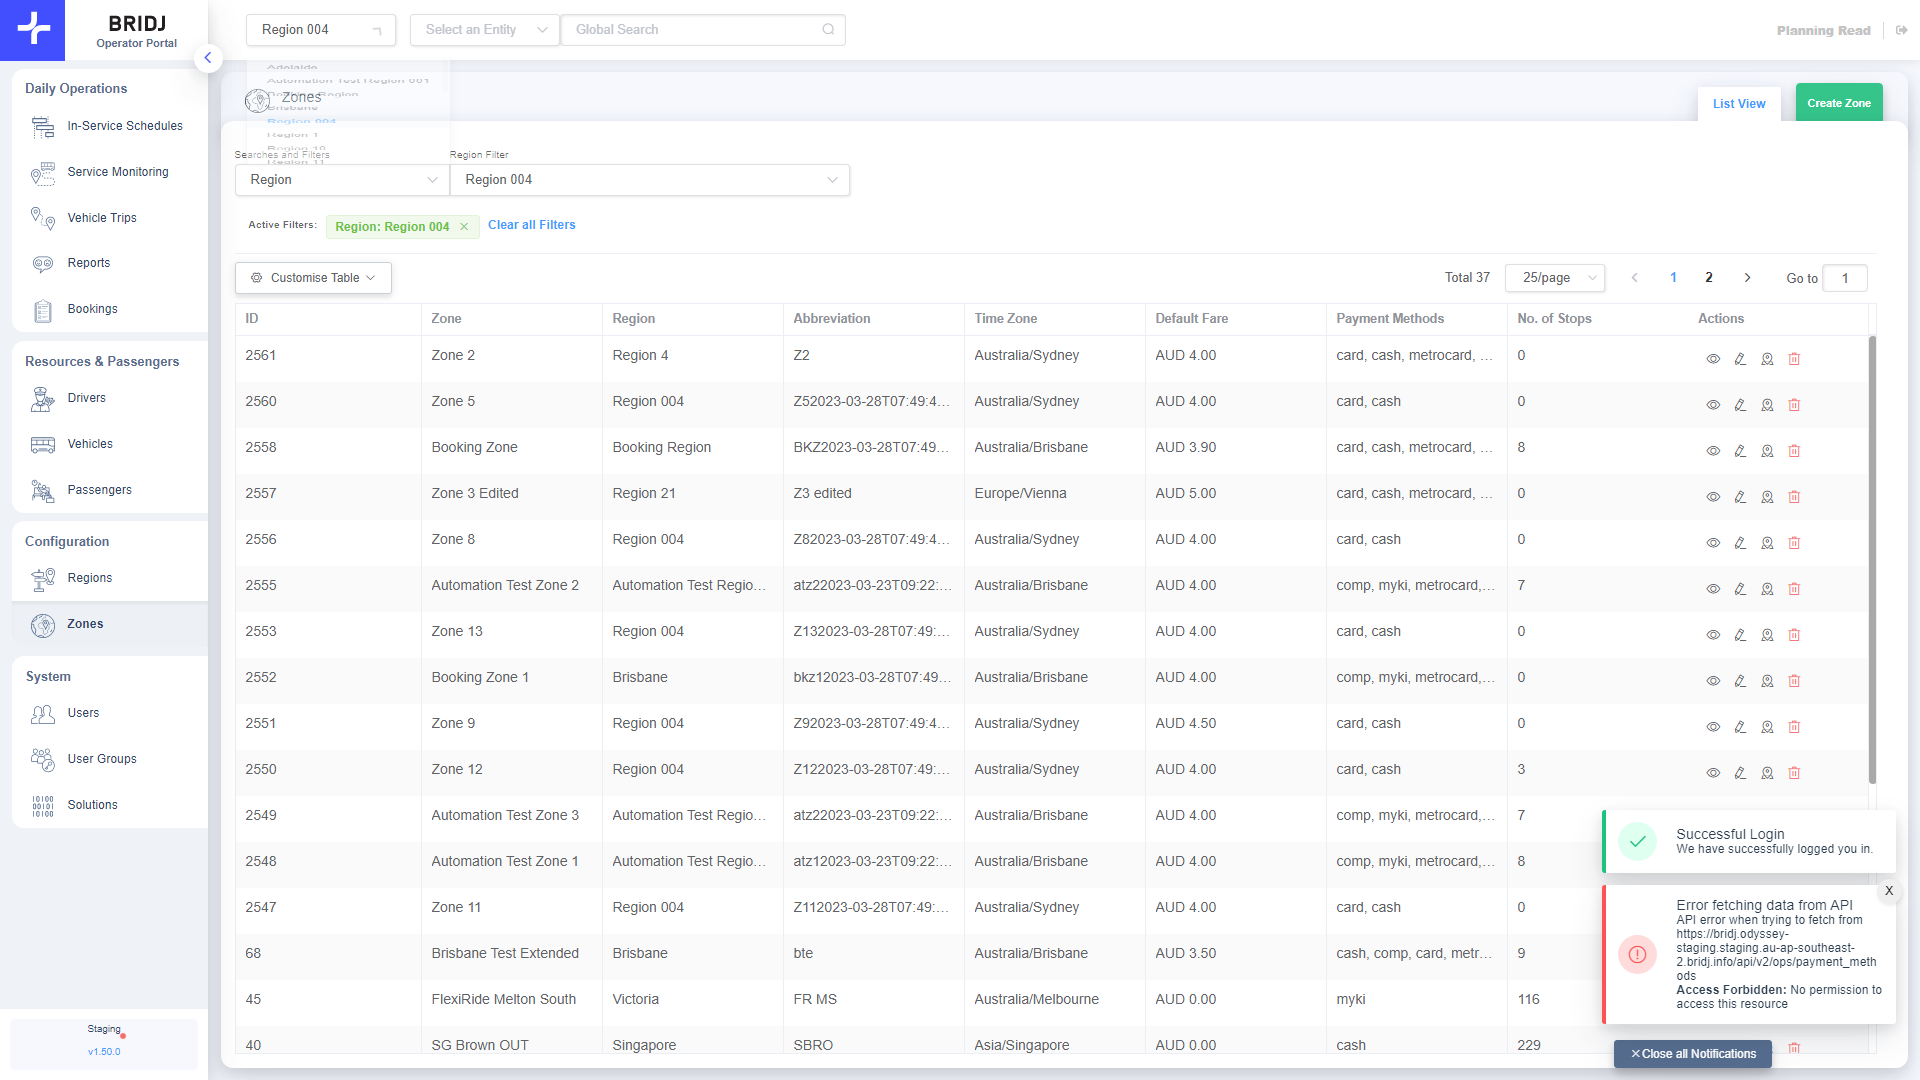 BRIDJ
Operator Portal
Region 004
Select an Entity
Global Search
Planning Read
Daily Operations
In-Service Schedules
Service Monitoring
Vehicle Trips
Reports
Bookings
Resources & Passengers
Drivers
Vehicles
Passengers
Configuration
Regions
Zones
System
Users
User Groups
Solutions
Staging
v1.50.0
Adelaide
Automation Test Region 001
Booking Region
Brisbane
Region 004
Region 1
Region 10
Region 11
Zones
List View
Create Zone
Searches and Filters
Region Filter
Region
Region 004
Active Filters:
Region: Region 004
Clear all Filters
Customise Table
Total 37
25/page
1
2
Go to
1
ID Zone Region Abbreviation Time Zone Default Fare Payment Methods No. of Stops Actions
2561 Zone 2 Region 4 Z2 Australia/Sydney AUD 4.00 card, cash, metrocard, ... 0
2560 Zone 5 Region 004 Z52023-03-28T07:49:4... Australia/Sydney AUD 4.00 card, cash 0
2558 Booking Zone Booking Region BKZ2023-03-28T07:49... Australia/Brisbane AUD 3.90 card, cash, metrocard, ... 8
2557 Zone 3 Edited Region 21 Z3 edited Europe/Vienna AUD 5.00 card, cash, metrocard, ... 0
2556 Zone 8 Region 004 Z82023-03-28T07:49:4... Australia/Sydney AUD 4.00 card, cash 0
2555 Automation Test Zone 2 Automation Test Regio... atz22023-03-23T09:22:... Australia/Brisbane AUD 4.00 comp, myki, metrocard,... 7
2553 Zone 13 Region 004 Z132023-03-28T07:49:... Australia/Sydney AUD 4.00 card, cash 0
2552 Booking Zone 1 Brisbane bkz12023-03-28T07:49... Australia/Brisbane AUD 4.00 comp, myki, metrocard,... 0
2551 Zone 9 Region 004 Z92023-03-28T07:49:4... Australia/Sydney AUD 4.50 card, cash 0
2550 Zone 12 Region 004 Z122023-03-28T07:49:... Australia/Sydney AUD 4.00 card, cash 3
2549 Automation Test Zone 3 Automation Test Regio... atz22023-03-23T09:22:... Australia/Brisbane AUD 4.00 comp, myki, metrocard,... 7
2548 Automation Test Zone 1 Automation Test Regio... atz12023-03-23T09:22:... Australia/Brisbane AUD 4.00 comp, myki, metrocard,... 8
2547 Zone 11 Region 004 Z112023-03-28T07:49:... Australia/Sydney AUD 4.00 card, cash 0
68 Brisbane Test Extended Brisbane bte Australia/Brisbane AUD 3.50 cash, comp, card, metr... 9
45 FlexiRide Melton South Victoria FR MS Australia/Melbourne AUD 0.00 myki 116
40 SG Brown OUT Singapore SBRO Asia/Singapore AUD 0.00 cash 229
Successful Login
We have successfully logged you in.
X
Error fetching data from API
API error when trying to fetch from
https://bridj.odyssey-
staging.staging.au-ap-southeast-
2.bridj.info/api/v2/ops/payment_meth
ods
Access Forbidden: No permission to
access this resource
Close all Notifications